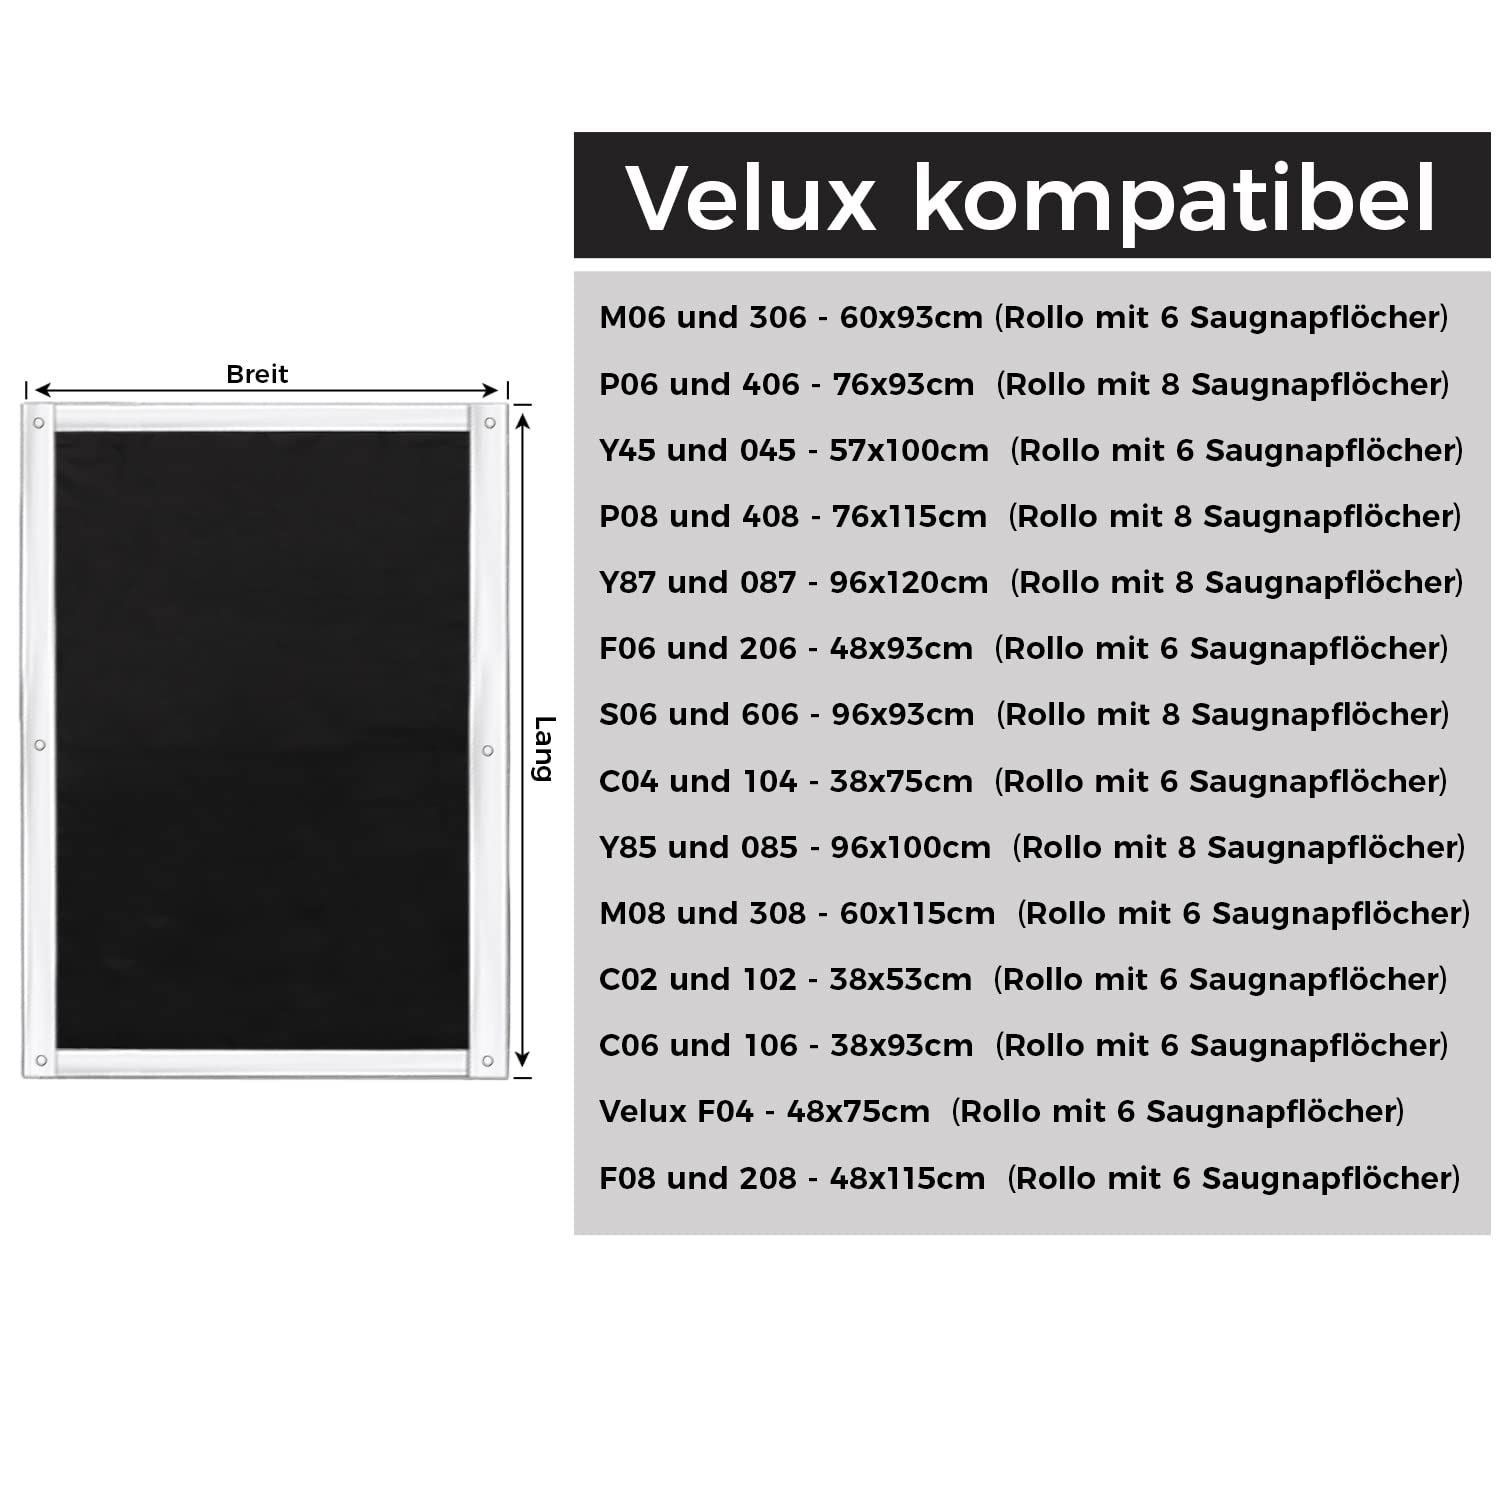 Velux kompatibel
M06 und 306 - 60x93cm (Rollo mit 6 Saugnapflöcher)
P06 und 406 - 76x93cm (Rollo mit 8 Saugnapflöcher)
Y45 und 045 - 57x100cm (Rollo mit 6 Saugnapflöcher)
P08 und 408 - 76x115cm (Rollo mit 8 Saugnapflöcher)
Y87 und 087 - 96x120cm (Rollo mit 8 Saugnapflöcher)
F06 und 206 - 48x93cm (Rollo mit 6 Saugnapflöcher)
S06 und 606 - 96x93cm (Rollo mit 8 Saugnapflöcher)
C04 und 104 - 38x75cm (Rollo mit 6 Saugnapflöcher)
Y85 und 085 - 96x100cm (Rollo mit 8 Saugnapflöcher)
M08 und 308 - 60x115cm (Rollo mit 6 Saugnapflöcher)
C02 und 102 - 38x53cm (Rollo mit 6 Saugnapflöcher)
C06 und 106 - 38x93cm (Rollo mit 6 Saugnapflöcher)
Velux F04 - 48x75cm (Rollo mit 6 Saugnapflöcher)
F08 und 208 - 48x115cm (Rollo mit 6 Saugnapflöcher)
Breit
Lang